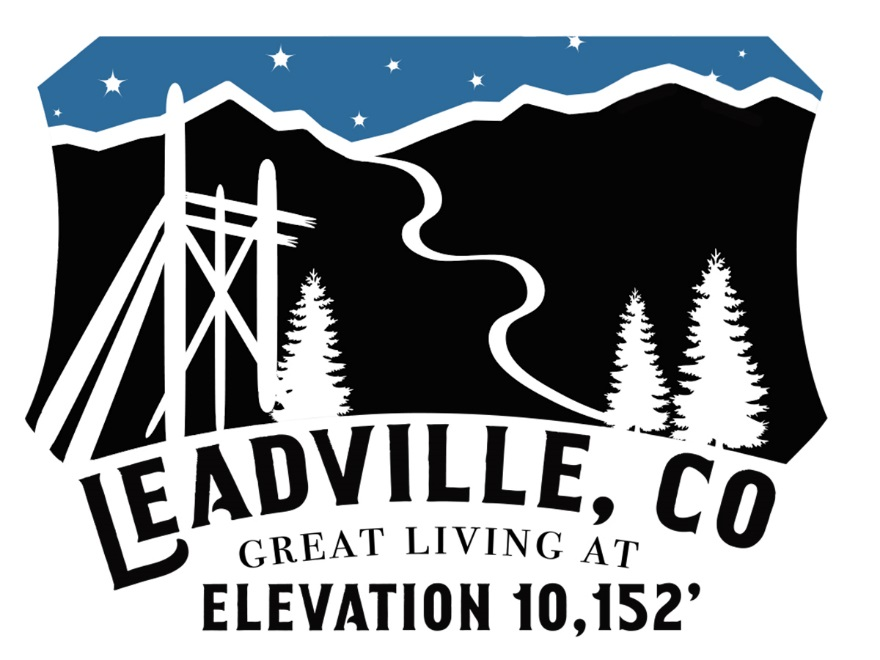 LEADVILLE, CO
GREAT LIVING AT
ELEVATION 10,152’